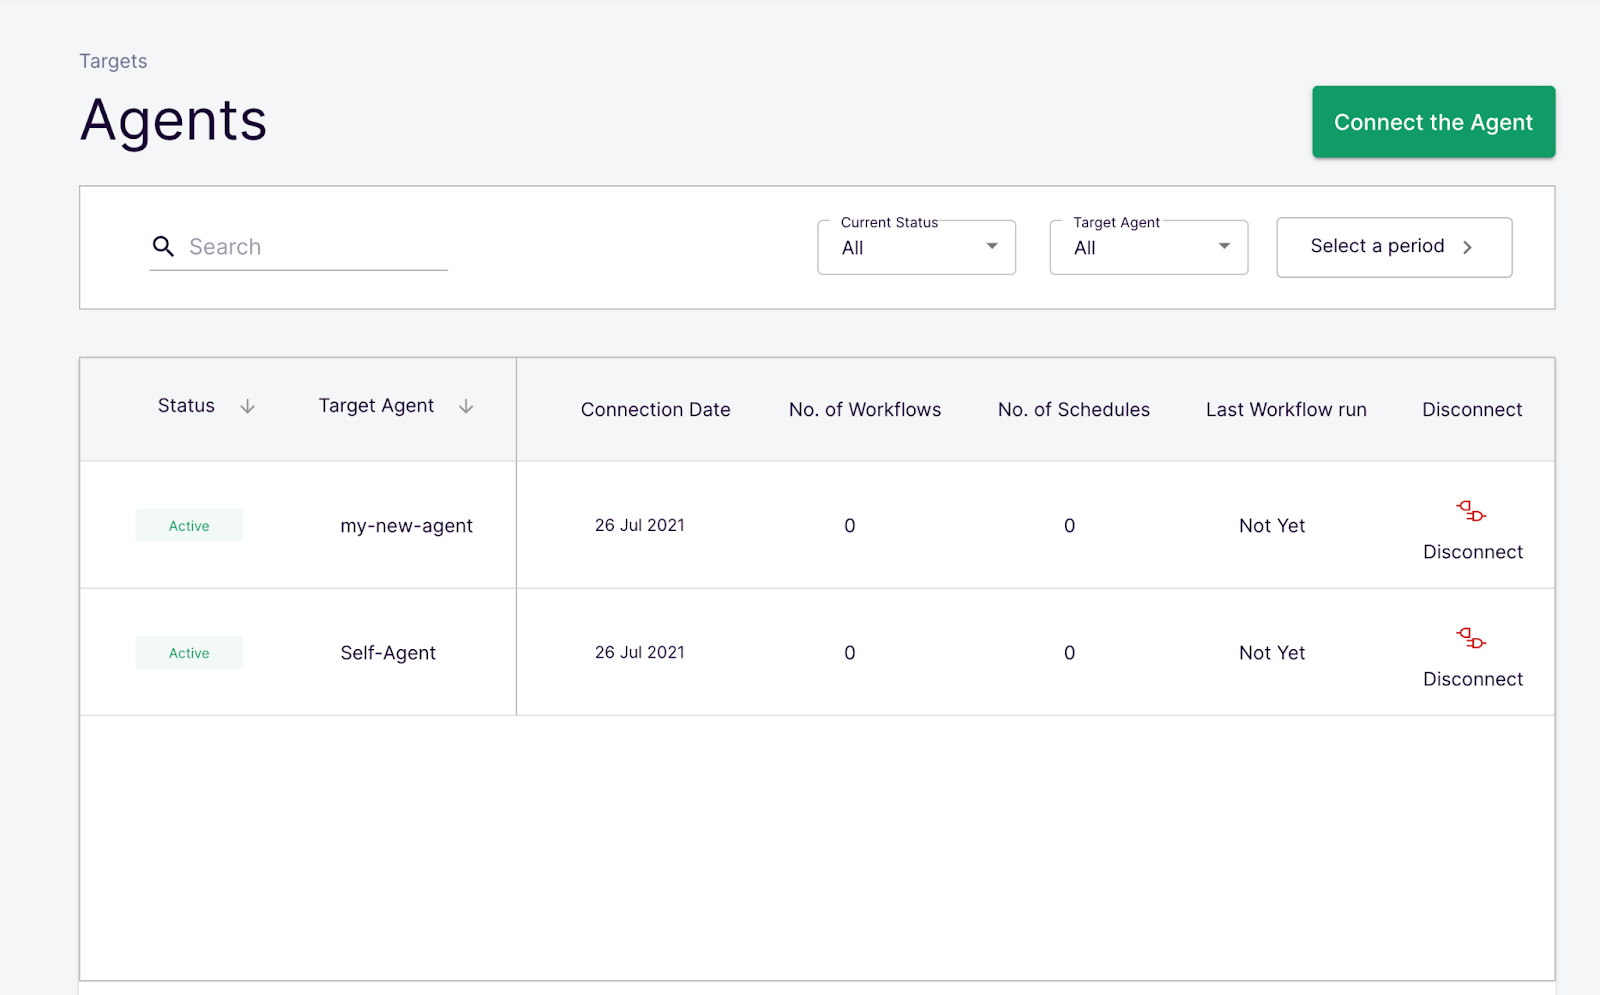 Targets
Agents
Connect the Agent
Search
Current Status
All
Target Agent
All
Select a period
Status
Target Agent
Connection Date
No. of Workflows
No. of Schedules
Last Workflow run
Disconnect
Active
my-new-agent
26 Jul 2021
0
0
Not Yet
Disconnect
Active
Self-Agent
26 Jul 2021
0
0
Not Yet
Disconnect